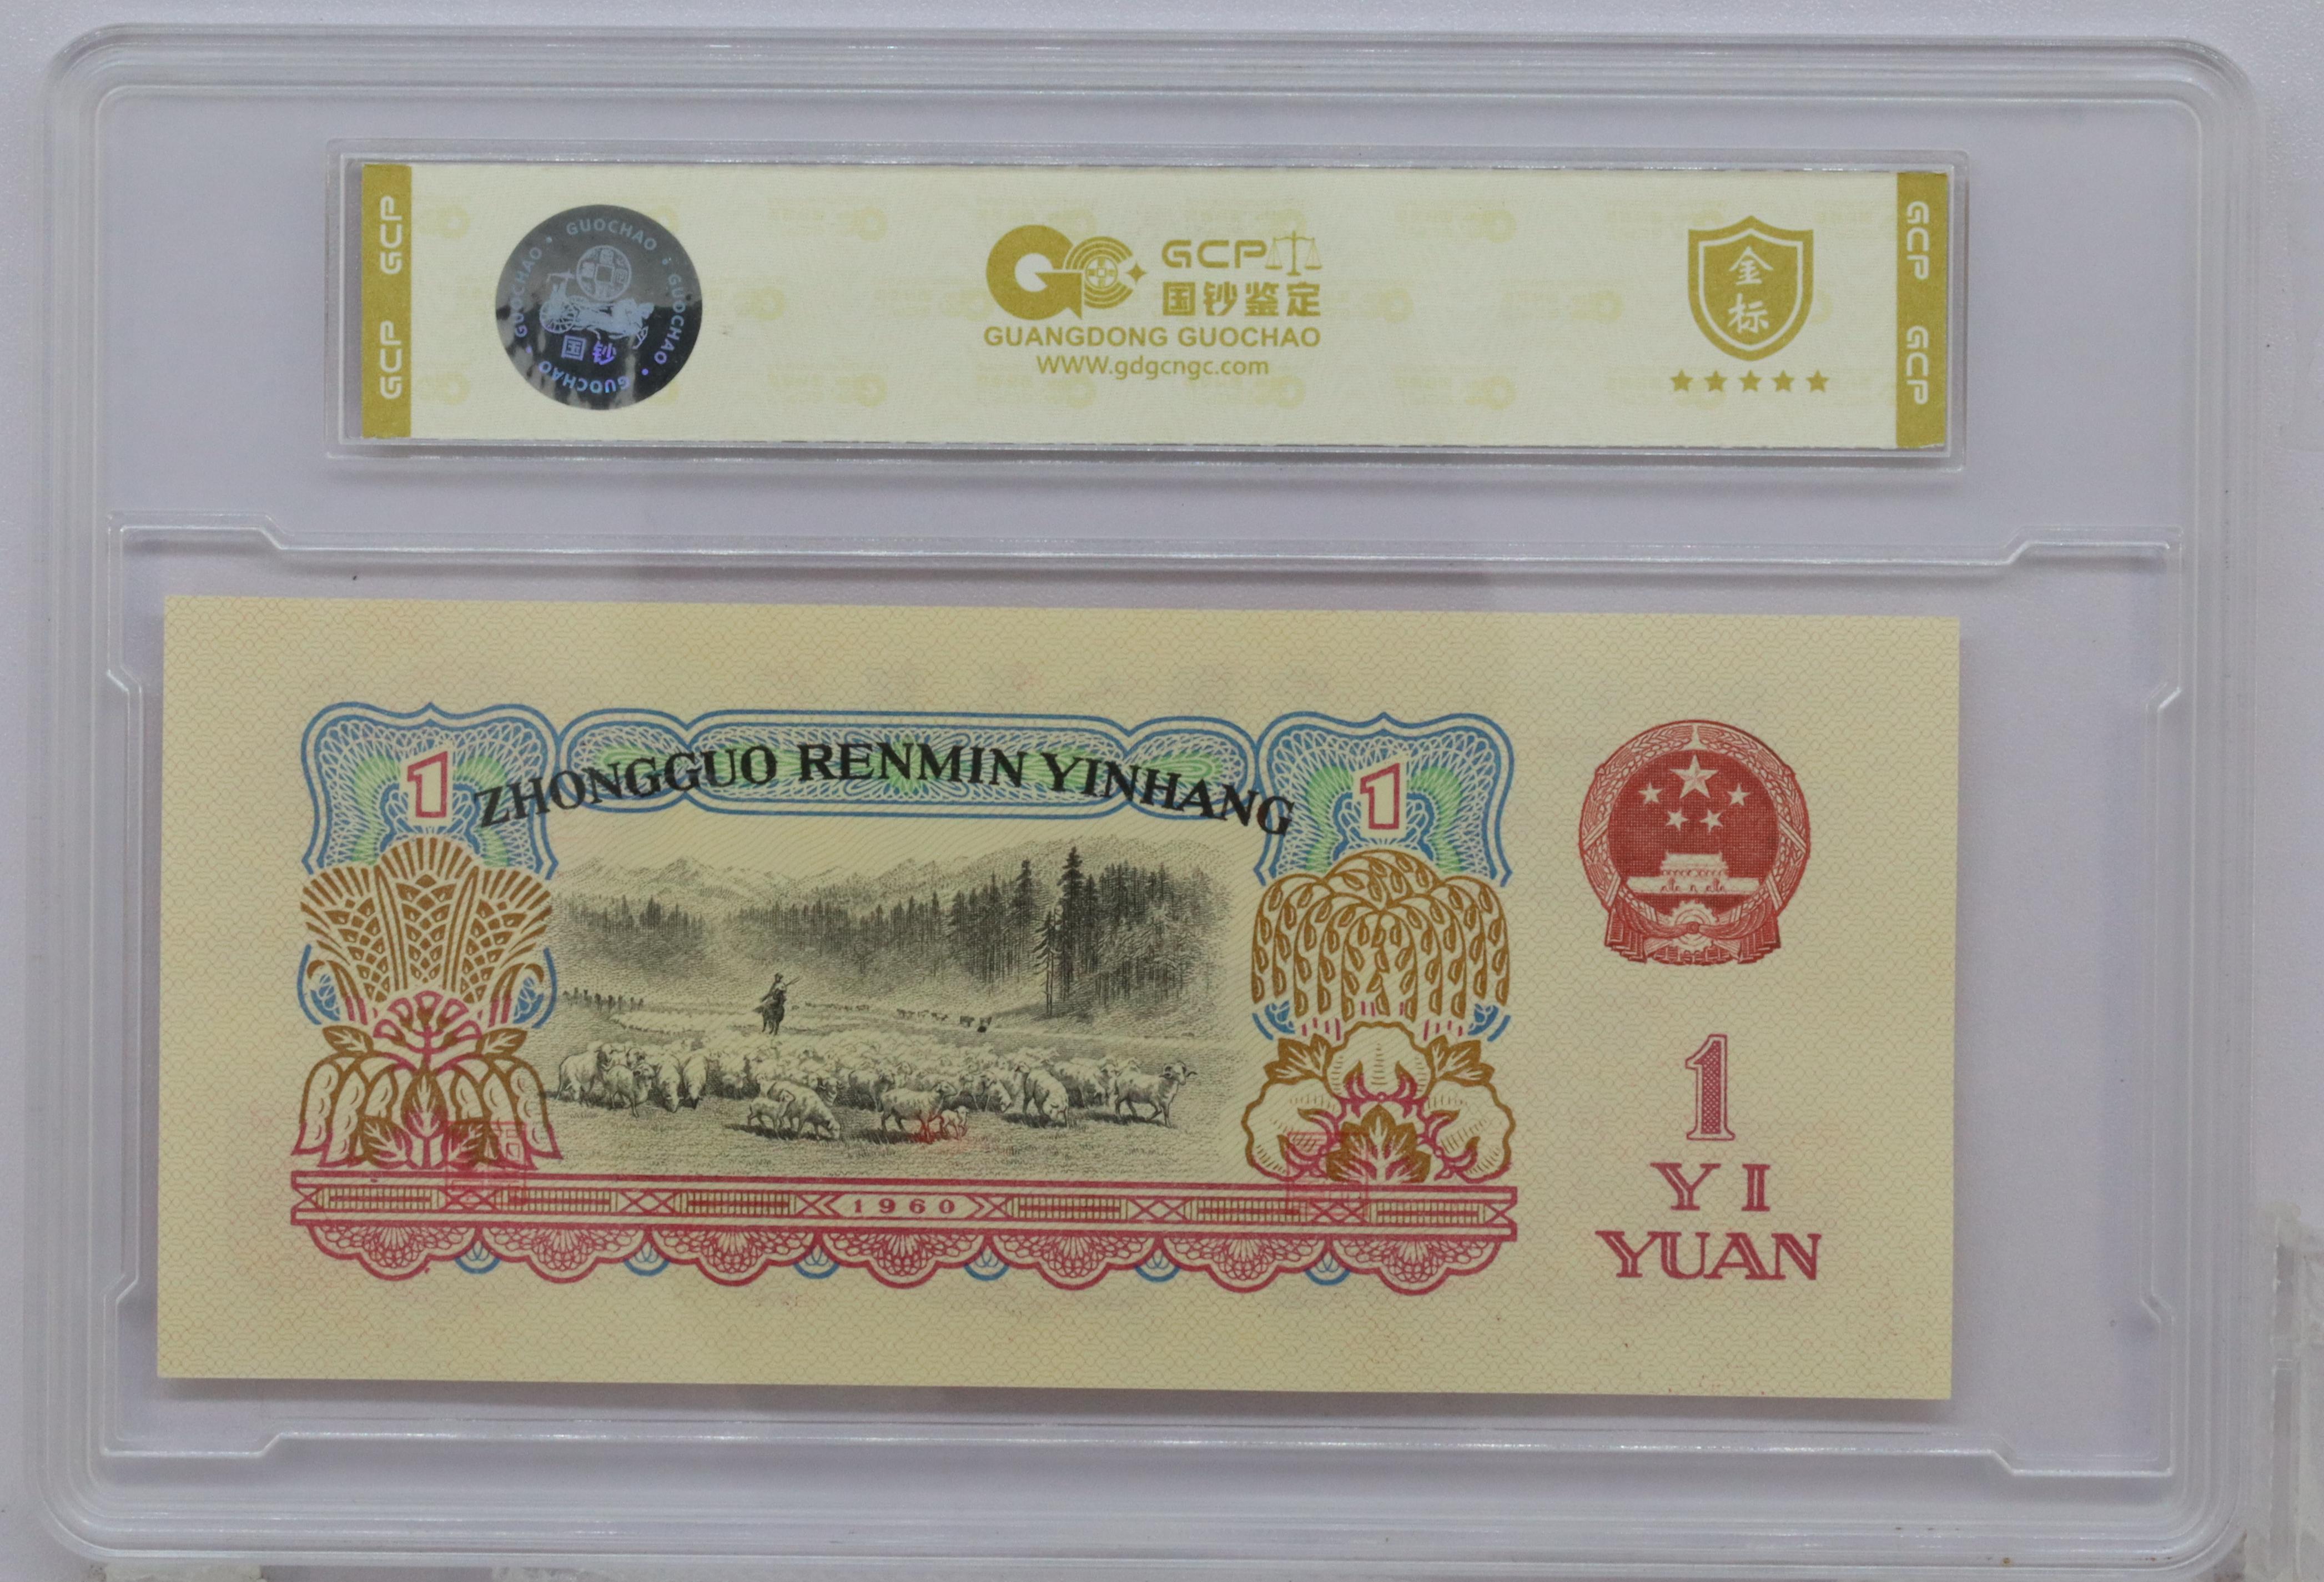 GCP GCP
GUOCHAO • GUOCHAO • GUOCHAO • GUOCHAO
国 钞
GCP
国钞鉴定
GUANGDONG GUOCHAO
WWW.gdgcngc.com
金
标
GCP GCP
ZHONGGUO RENMIN YINHANG
1
1
1960
1
YI
YUAN